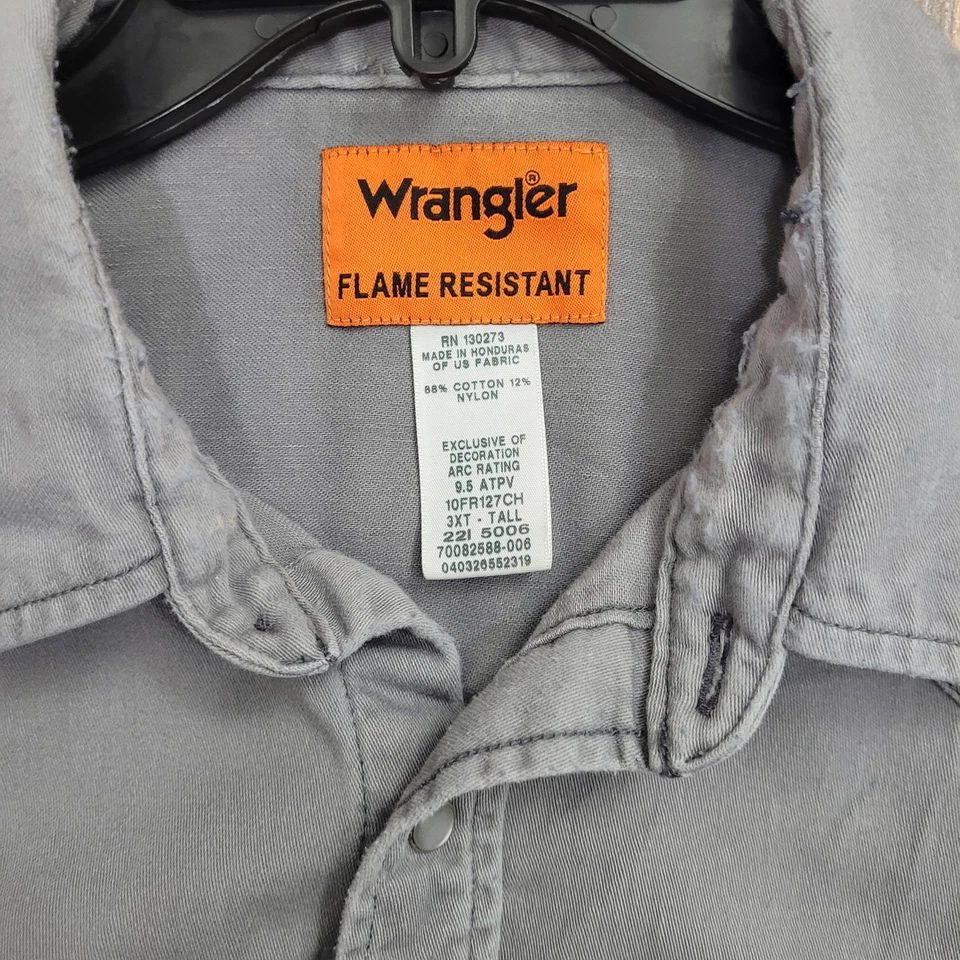 Wrangler®
FLAME RESISTANT
RN 130273
MADE IN HONDURAS
OF US FABRIC
88% COTTON 12%
NYLON
EXCLUSIVE OF
DECORATION
ARC RATING
9.5 ATPV
10FR127CH
3XT - TALL
22I 5006
70082588-006
040326552319